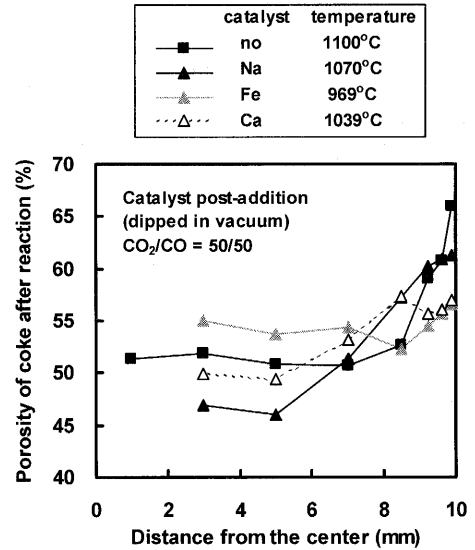 catalyst temperature
no 1100°C
Na 1070°C
Fe 969°C
Ca 1039°C
Porosity of coke after reaction (%)
70
65
60
55
50
45
40
Catalyst post-addition
(dipped in vacuum)
CO₂/CO = 50/50
0 2 4 6 8 10
Distance from the center (mm)